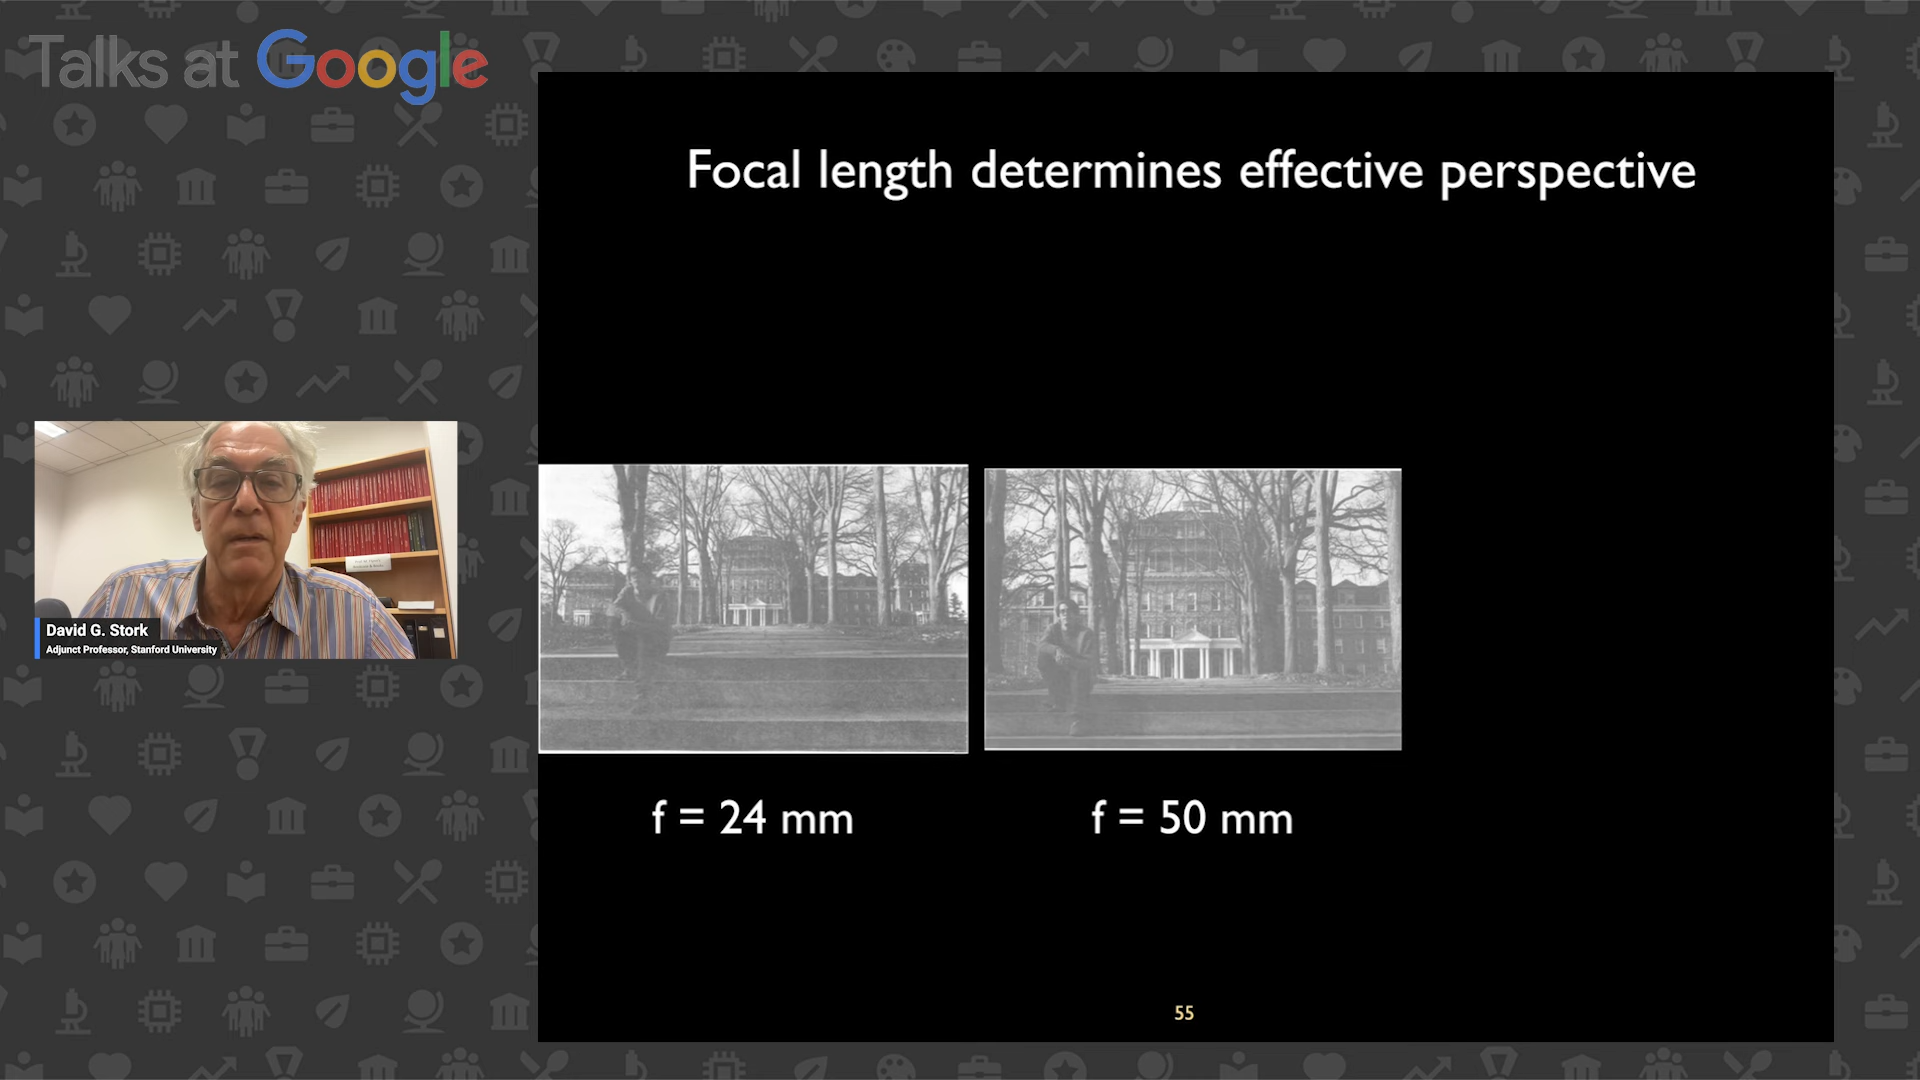 Talks at Google
Focal length determines effective perspective
David G. Stork
Adjunct Professor, Stanford University
f = 24 mm
f = 50 mm
55